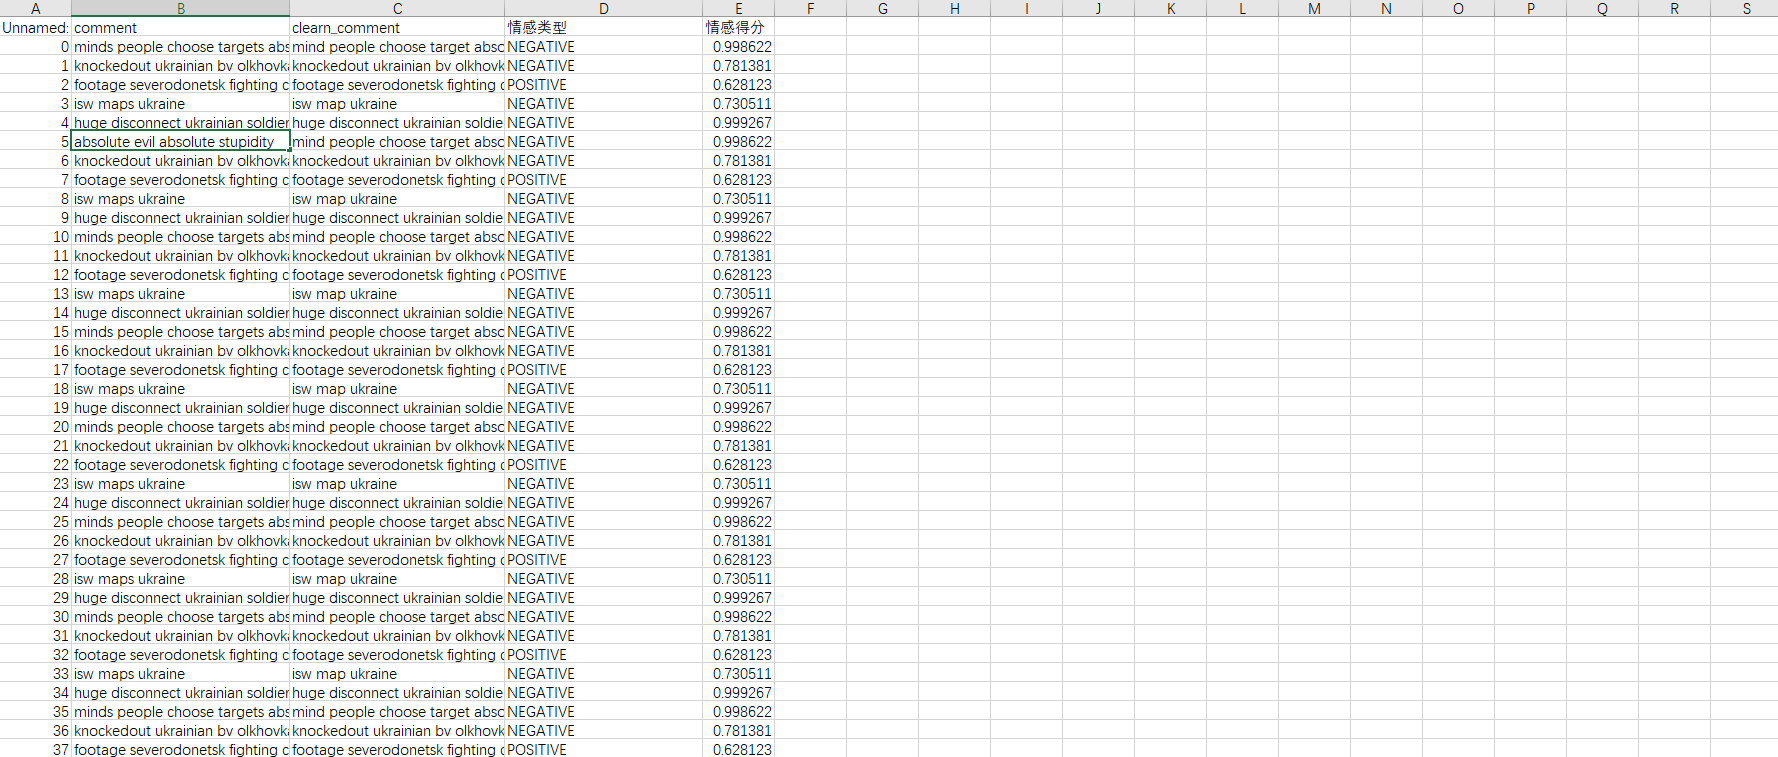 A B C D E F G H I J K L M N O P Q R S
Unnamed: comment clearn_comment 情感类型 情感得分
0 minds people choose targets abs mind people choose target absc NEGATIVE 0.998622
1 knockedout ukrainian bv olkhovka knockedout ukrainian bv olkhovk NEGATIVE 0.781381
2 footage severodonetsk fighting c footage severodonetsk fighting c POSITIVE 0.628123
3 isw maps ukraine isw map ukraine NEGATIVE 0.730511
4 huge disconnect ukrainian soldier huge disconnect ukrainian soldie NEGATIVE 0.999267
5 absolute evil absolute stupidity mind people choose target absc NEGATIVE 0.998622
6 knockedout ukrainian bv olkhovka knockedout ukrainian bv olkhovk NEGATIVE 0.781381
7 footage severodonetsk fighting c footage severodonetsk fighting c POSITIVE 0.628123
8 isw maps ukraine isw map ukraine NEGATIVE 0.730511
9 huge disconnect ukrainian soldier huge disconnect ukrainian soldie NEGATIVE 0.999267
10 minds people choose targets abs mind people choose target absc NEGATIVE 0.998622
11 knockedout ukrainian bv olkhovka knockedout ukrainian bv olkhovk NEGATIVE 0.781381
12 footage severodonetsk fighting c footage severodonetsk fighting c POSITIVE 0.628123
13 isw maps ukraine isw map ukraine NEGATIVE 0.730511
14 huge disconnect ukrainian soldier huge disconnect ukrainian soldie NEGATIVE 0.999267
15 minds people choose targets abs mind people choose target absc NEGATIVE 0.998622
16 knockedout ukrainian bv olkhovka knockedout ukrainian bv olkhovk NEGATIVE 0.781381
17 footage severodonetsk fighting c footage severodonetsk fighting c POSITIVE 0.628123
18 isw maps ukraine isw map ukraine NEGATIVE 0.730511
19 huge disconnect ukrainian soldier huge disconnect ukrainian soldie NEGATIVE 0.999267
20 minds people choose targets abs mind people choose target absc NEGATIVE 0.998622
21 knockedout ukrainian bv olkhovka knockedout ukrainian bv olkhovk NEGATIVE 0.781381
22 footage severodonetsk fighting c footage severodonetsk fighting c POSITIVE 0.628123
23 isw maps ukraine isw map ukraine NEGATIVE 0.730511
24 huge disconnect ukrainian soldier huge disconnect ukrainian soldie NEGATIVE 0.999267
25 minds people choose targets abs mind people choose target absc NEGATIVE 0.998622
26 knockedout ukrainian bv olkhovka knockedout ukrainian bv olkhovk NEGATIVE 0.781381
27 footage severodonetsk fighting c footage severodonetsk fighting c POSITIVE 0.628123
28 isw maps ukraine isw map ukraine NEGATIVE 0.730511
29 huge disconnect ukrainian soldier huge disconnect ukrainian soldie NEGATIVE 0.999267
30 minds people choose targets abs mind people choose target absc NEGATIVE 0.998622
31 knockedout ukrainian bv olkhovka knockedout ukrainian bv olkhovk NEGATIVE 0.781381
32 footage severodonetsk fighting c footage severodonetsk fighting c POSITIVE 0.628123
33 isw maps ukraine isw map ukraine NEGATIVE 0.730511
34 huge disconnect ukrainian soldier huge disconnect ukrainian soldie NEGATIVE 0.999267
35 minds people choose targets abs mind people choose target absc NEGATIVE 0.998622
36 knockedout ukrainian bv olkhovka knockedout ukrainian bv olkhovk NEGATIVE 0.781381
37 footage severodonetsk fighting c footage severodonetsk fighting c POSITIVE 0.628123